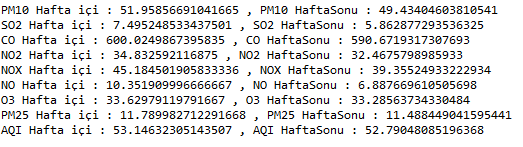 PM10 Hafta içi : 51.95856691041665 , PM10 HaftaSonu : 49.43404603810541
SO2 Hafta içi : 7.495248533437501 , SO2 HaftaSonu : 5.862877293536325
CO Hafta içi : 600.0249867395835 , CO HaftaSonu : 590.6719317307693
NO2 Hafta içi : 34.832592116875 , NO2 HaftaSonu : 32.4675798985933
NOX Hafta içi : 45.184501905833336 , NOX HaftaSonu : 39.35524933222934
NO Hafta içi : 10.351909996666667 , NO HaftaSonu : 6.887669610505698
O3 Hafta içi : 33.62979119791667 , O3 HaftaSonu : 33.28563734330484
PM25 Hafta içi : 11.789982712291668 , PM25 HaftaSonu : 11.488449041595441
AQI Hafta içi : 53.14632305143507 , AQI HaftaSonu : 52.79048085196368